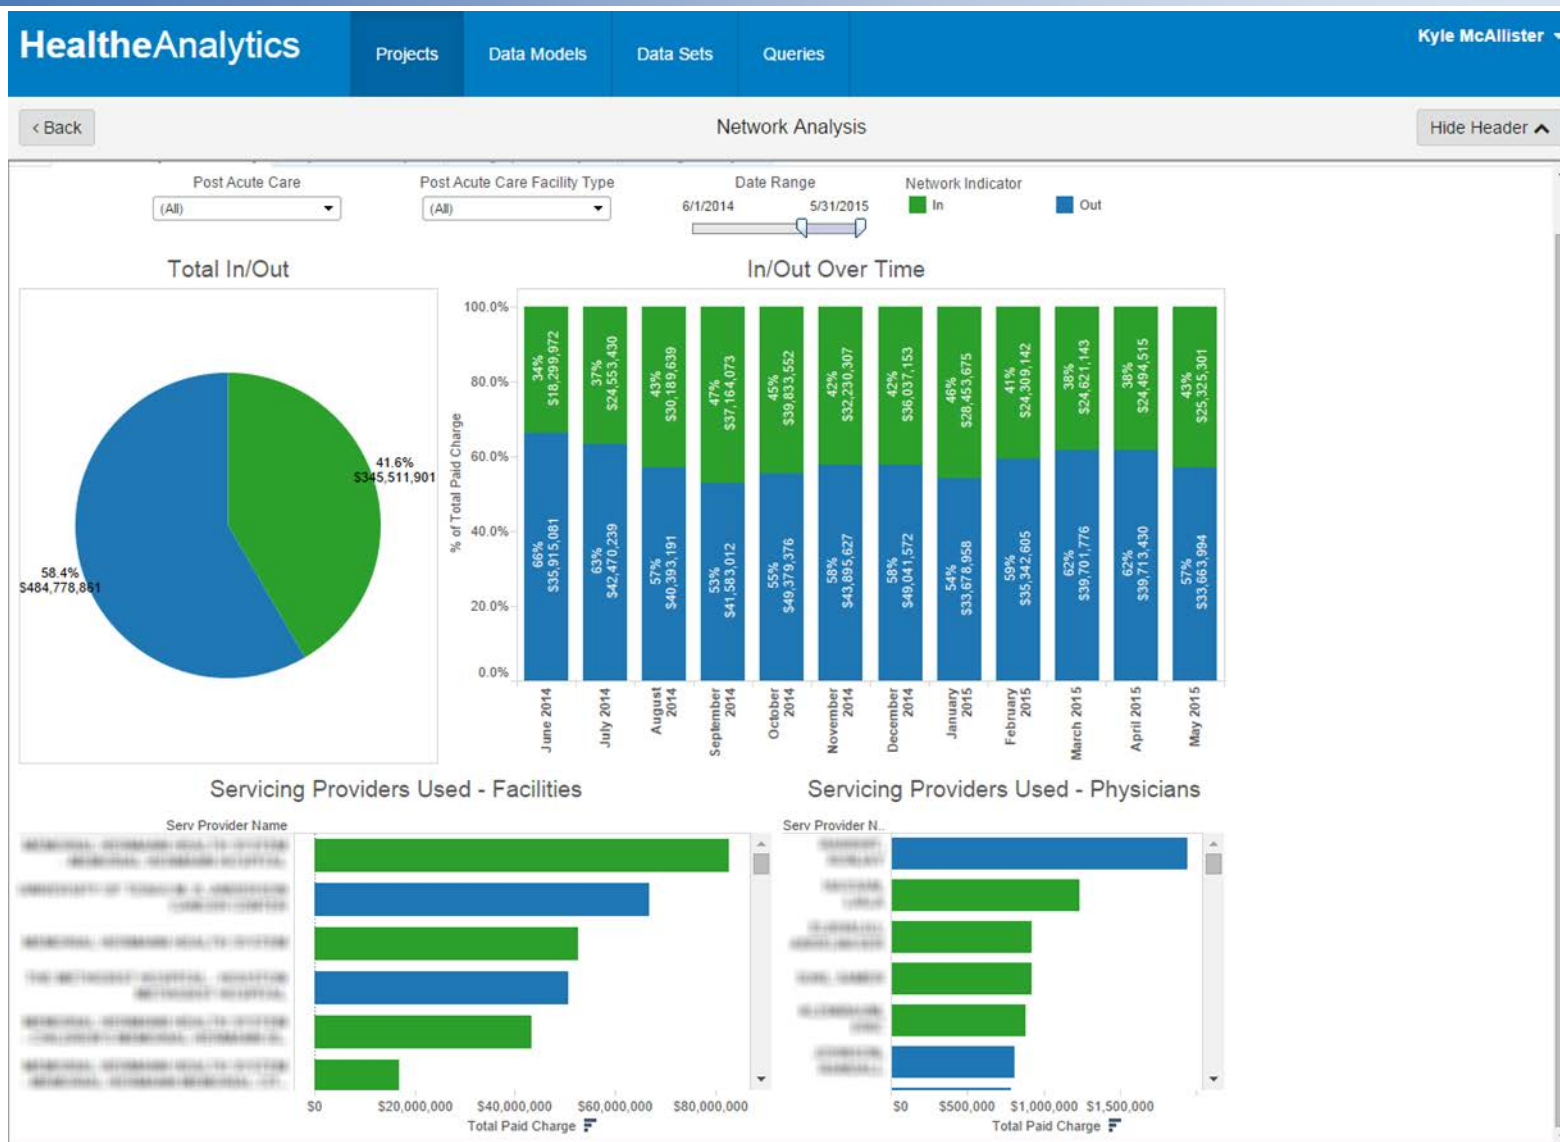 HealtheAnalytics
Projects
Data Models
Data Sets
Queries
Kyle McAllister
< Back
Network Analysis
Hide Header
Post Acute Care
(All)
Post Acute Care Facility Type
(All)
Date Range
6/1/2014
5/31/2015
Network Indicator
In
Out
Total In/Out
41.6%
$345,511,901
58.4%
$484,778,861
In/Out Over Time
% of Total Paid Charge
100.0%
80.0%
60.0%
40.0%
20.0%
0.0%
34%
$18,299,972
37%
$24,553,430
43%
$30,189,639
47%
$37,164,073
45%
$39,833,552
42%
$32,230,307
42%
$36,037,153
46%
$28,453,675
41%
$24,309,142
38%
$24,621,143
38%
$24,494,515
43%
$25,325,301
66%
$35,915,081
63%
$42,470,239
57%
$40,393,191
53%
$41,583,012
55%
$49,379,376
58%
$43,895,627
58%
$49,041,572
54%
$33,678,958
59%
$35,342,605
62%
$39,701,776
62%
$39,713,430
57%
$33,663,994
June 2014
July 2014
August
2014
September
2014
October
2014
November
2014
December
2014
January
2015
February
2015
March 2015
April 2015
May 2015
Servicing Providers Used - Facilities
Serv Provider Name
$0
$20,000,000
$40,000,000
$60,000,000
$80,000,000
Total Paid Charge
Servicing Providers Used - Physicians
Serv Provider N..
$0
$500,000
$1,000,000
$1,500,000
Total Paid Charge